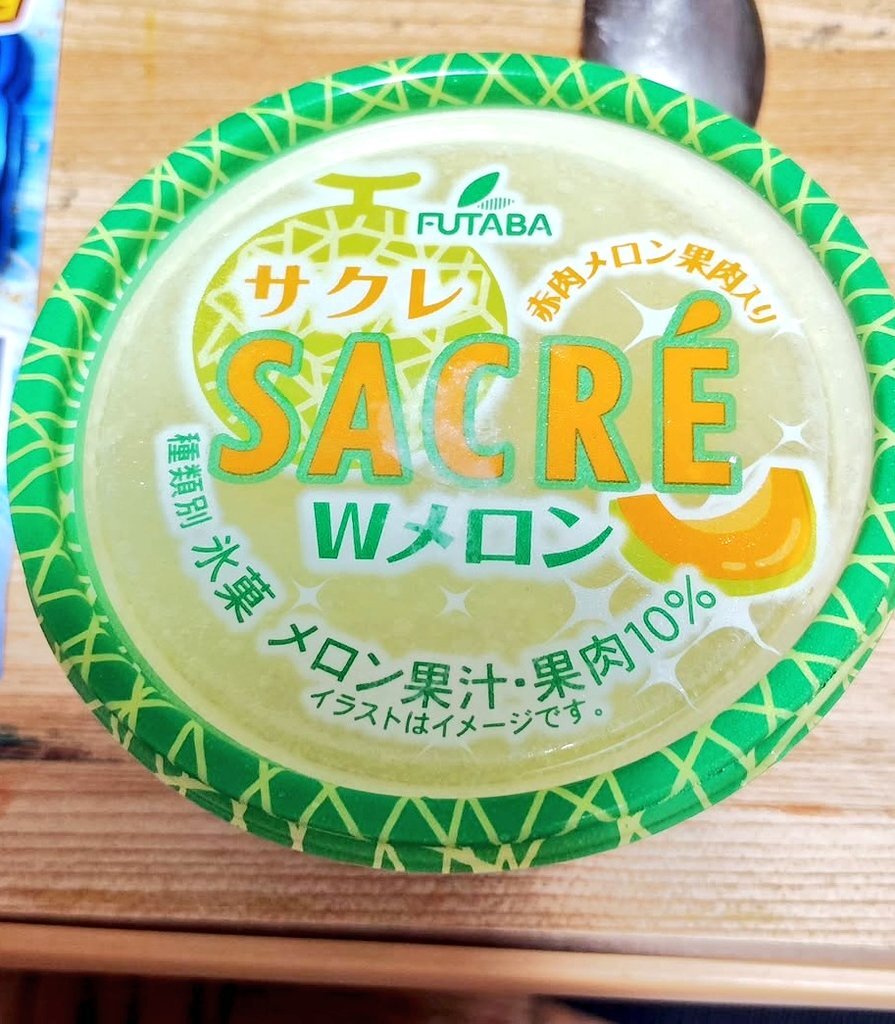 FUTABA
サクレ
赤肉メロン果肉入り
SACRÉ
Wメロン
種類別 氷菓
メロン果汁・果肉10%
イラストはイメージです。